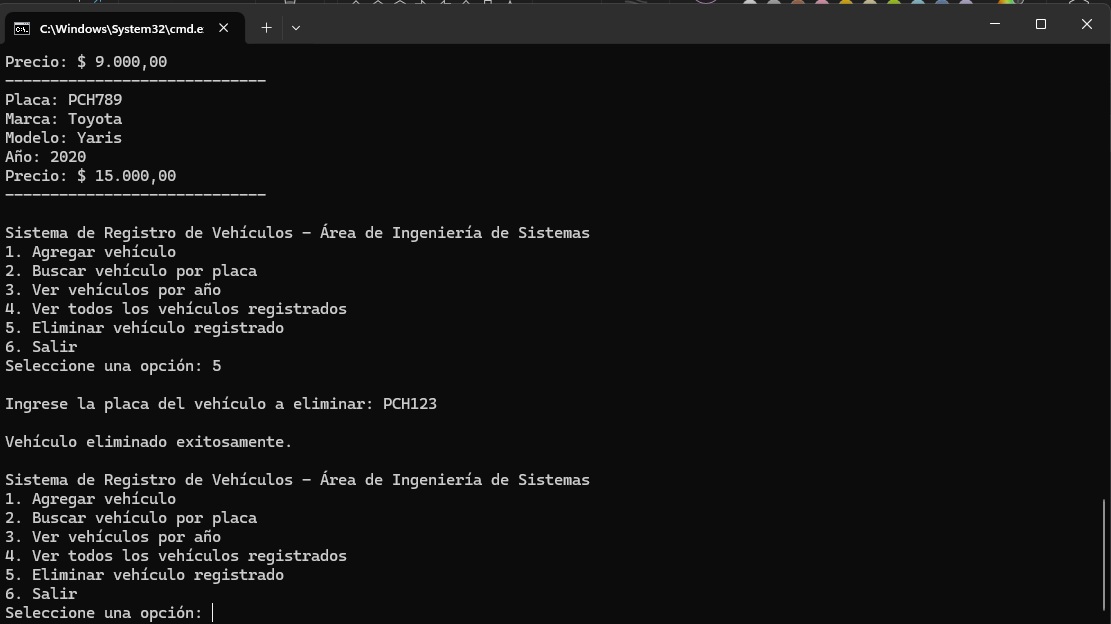 C:\Windows\System32\cmd.e
Precio: $ 9.000,00
-----------------------------
Placa: PCH789
Marca: Toyota
Modelo: Yaris
Año: 2020
Precio: $ 15.000,00
-----------------------------
Sistema de Registro de Vehículos - Área de Ingeniería de Sistemas
1. Agregar vehículo
2. Buscar vehículo por placa
3. Ver vehículos por año
4. Ver todos los vehículos registrados
5. Eliminar vehículo registrado
6. Salir
Seleccione una opción: 5
Ingrese la placa del vehículo a eliminar: PCH123
Vehículo eliminado exitosamente.
Sistema de Registro de Vehículos - Área de Ingeniería de Sistemas
1. Agregar vehículo
2. Buscar vehículo por placa
3. Ver vehículos por año
4. Ver todos los vehículos registrados
5. Eliminar vehículo registrado
6. Salir
Seleccione una opción: